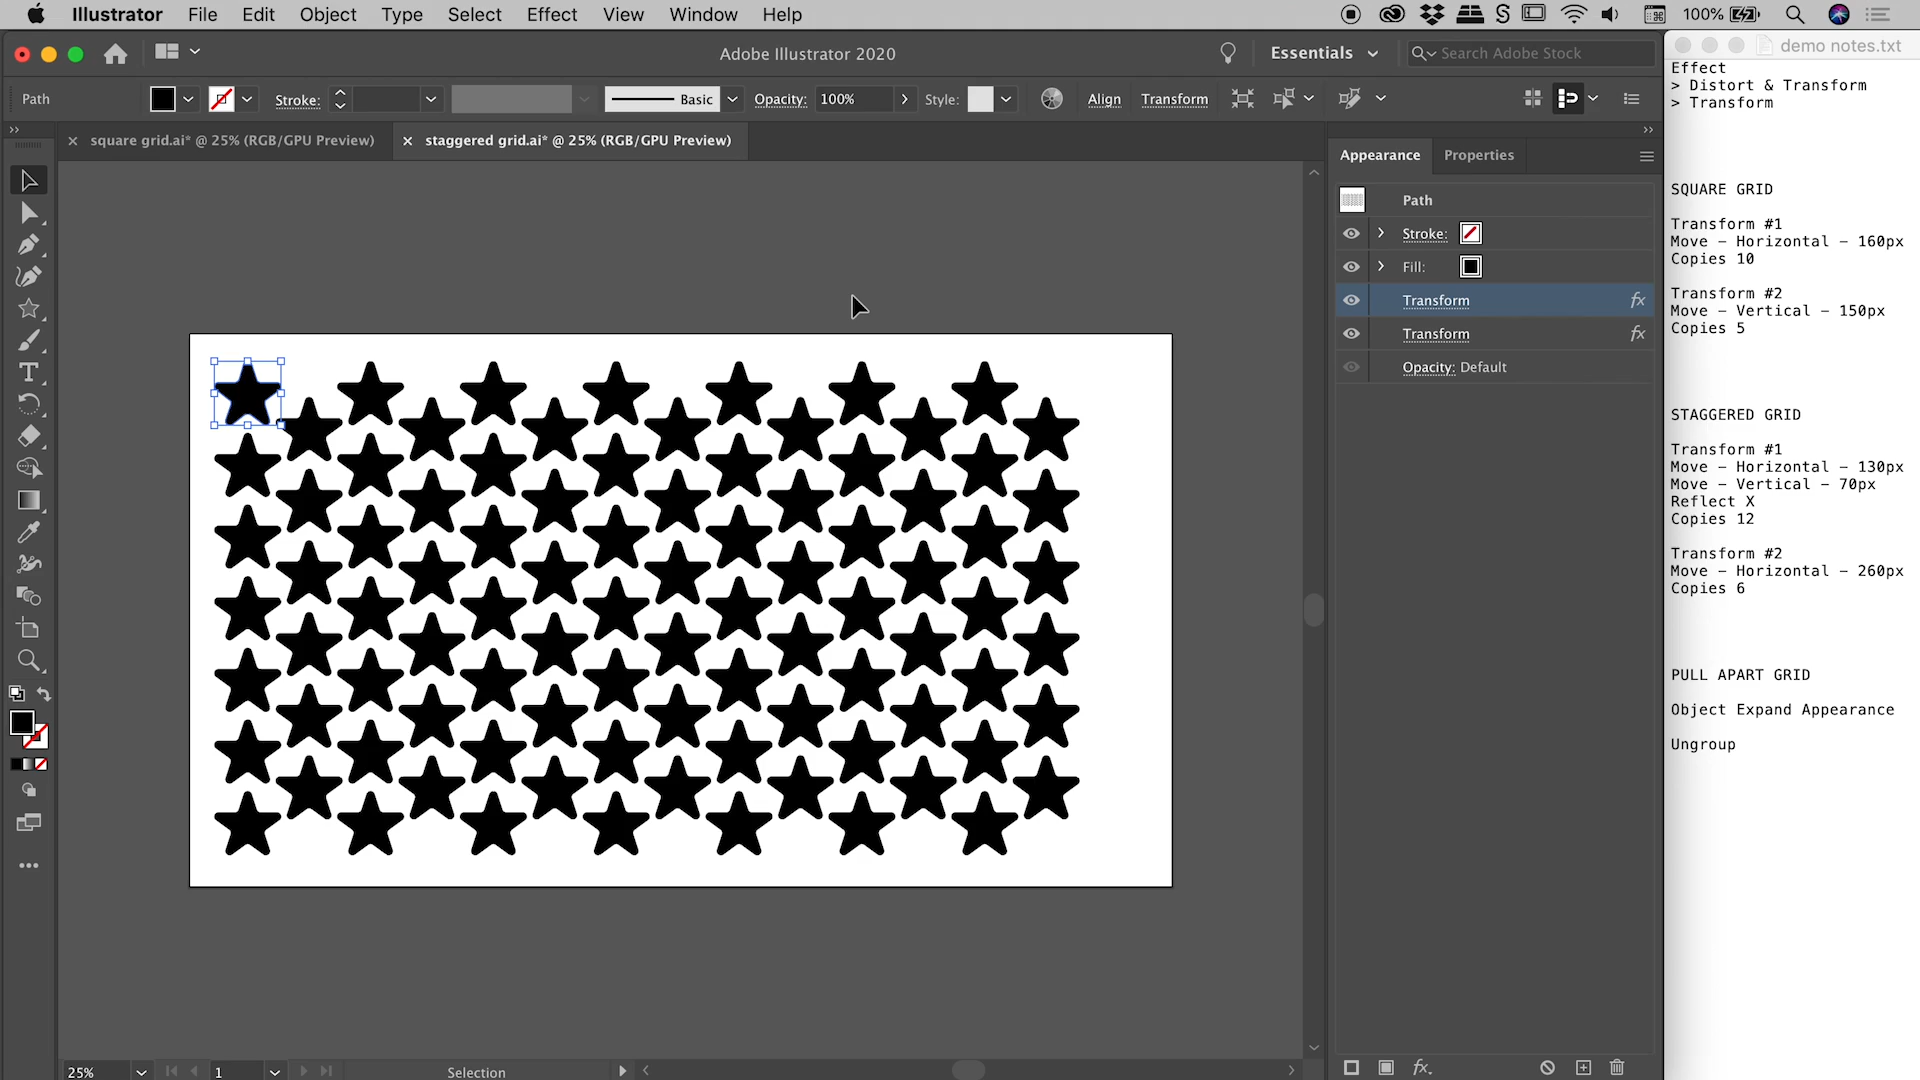 Illustrator File Edit Object Type Select Effect View Window Help 100%
Adobe Illustrator 2020 Essentials Search Adobe Stock
demo notes.txt
Path Stroke: Basic Opacity: 100% Style: Align Transform
square grid.ai* @ 25% (RGB/GPU Preview) staggered grid.ai* @ 25% (RGB/GPU Preview)
Appearance Properties
Path
Stroke:
Fill:
Transform fx
Transform fx
Opacity: Default
Effect
> Distort & Transform
> Transform
SQUARE GRID
Transform #1
Move – Horizontal – 160px
Copies 10
Transform #2
Move – Vertical – 150px
Copies 5
STAGGERED GRID
Transform #1
Move – Horizontal – 130px
Move – Vertical – 70px
Reflect X
Copies 12
Transform #2
Move – Horizontal – 260px
Copies 6
PULL APART GRID
Object Expand Appearance
Ungroup
25% 1 Selection fx